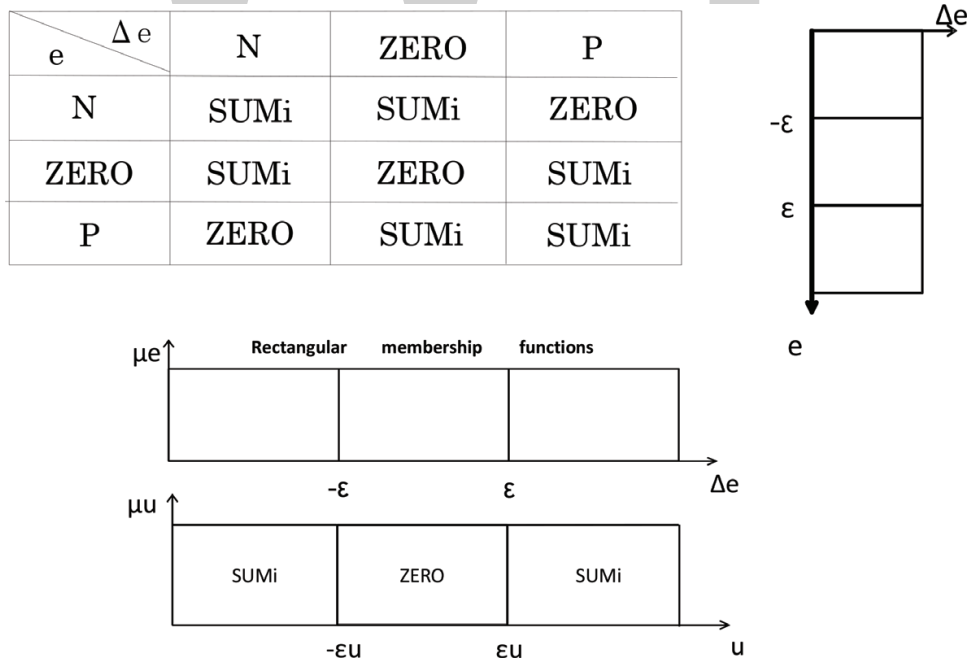 Δ e
e
N ZERO P
N SUMi SUMi ZERO
ZERO SUMi ZERO SUMi
P ZERO SUMi SUMi
Δe
-ε
ε
e
μe
Rectangular membership functions
-ε ε Δe
μu
SUMi ZERO SUMi
-εu εu u